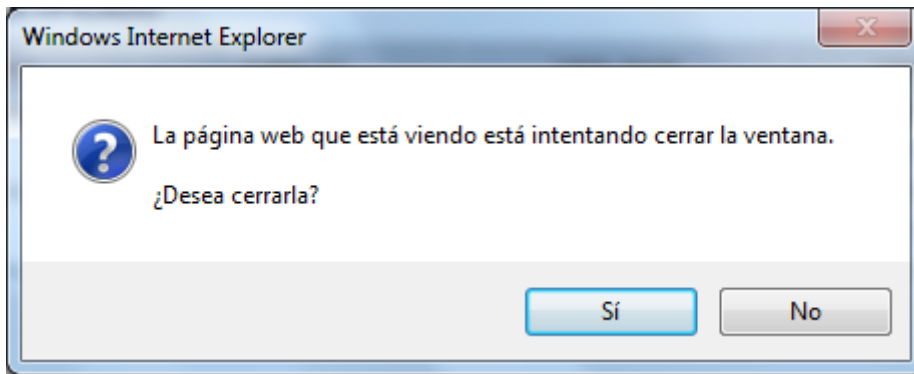 Windows Internet Explorer
La página web que está viendo está intentando cerrar la ventana.
¿Desea cerrarla?
Sí
No